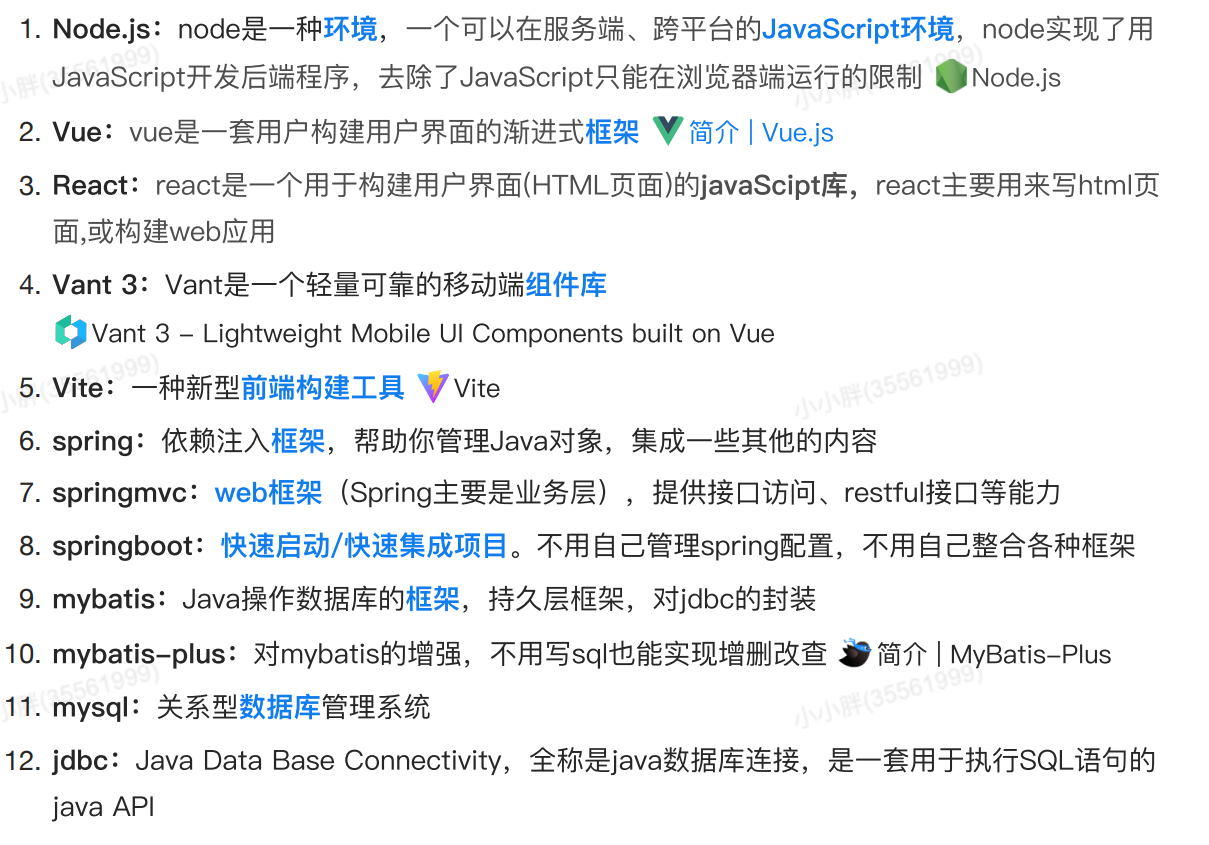 1. Node.js：node是一种环境，一个可以在服务端、跨平台的JavaScript环境，node实现了用
JavaScript开发后端程序，去除了JavaScript只能在浏览器端运行的限制 Node.js
2. Vue：vue是一套用户构建用户界面的渐进式框架 简介 | Vue.js
3. React：react是一个用于构建用户界面(HTML页面)的javaScipt库，react主要用来写html页
面,或构建web应用
4. Vant 3：Vant是一个轻量可靠的移动端组件库
Vant 3 - Lightweight Mobile UI Components built on Vue
5. Vite：一种新型前端构建工具 Vite
6. spring：依赖注入框架，帮助你管理Java对象，集成一些其他的内容
7. springmvc：web框架（Spring主要是业务层），提供接口访问、restful接口等能力
8. springboot：快速启动/快速集成项目。不用自己管理spring配置，不用自己整合各种框架
9. mybatis：Java操作数据库的框架，持久层框架，对jdbc的封装
10. mybatis-plus：对mybatis的增强，不用写sql也能实现增删改查 简介 | MyBatis-Plus
11. mysql：关系型数据库管理系统
12. jdbc：Java Data Base Connectivity，全称是java数据库连接，是一套用于执行SQL语句的
java API
小小胖(35561999)
小小胖(35561999)
小小胖(35561999)